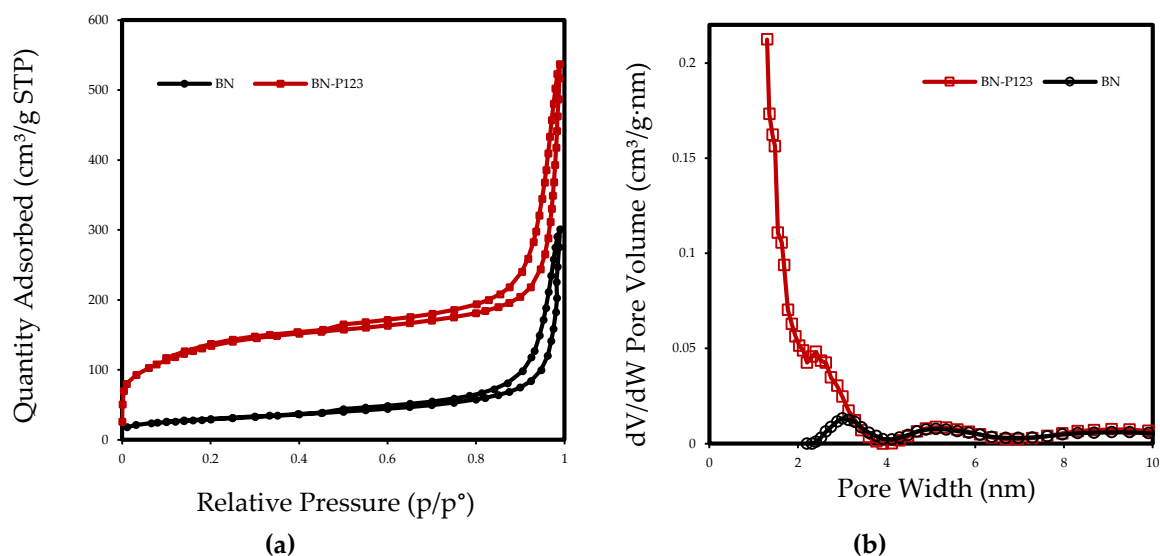 Quantity Adsorbed (cm³/g STP)
600
500
400
300
200
100
0
BN
BN-P123
0
0.2
0.4
0.6
0.8
1
Relative Pressure (p/p°)
(a)
dV/dW Pore Volume (cm³/g·nm)
0.2
0.15
0.1
0.05
0
BN-P123
BN
0
2
4
6
8
10
Pore Width (nm)
(b)